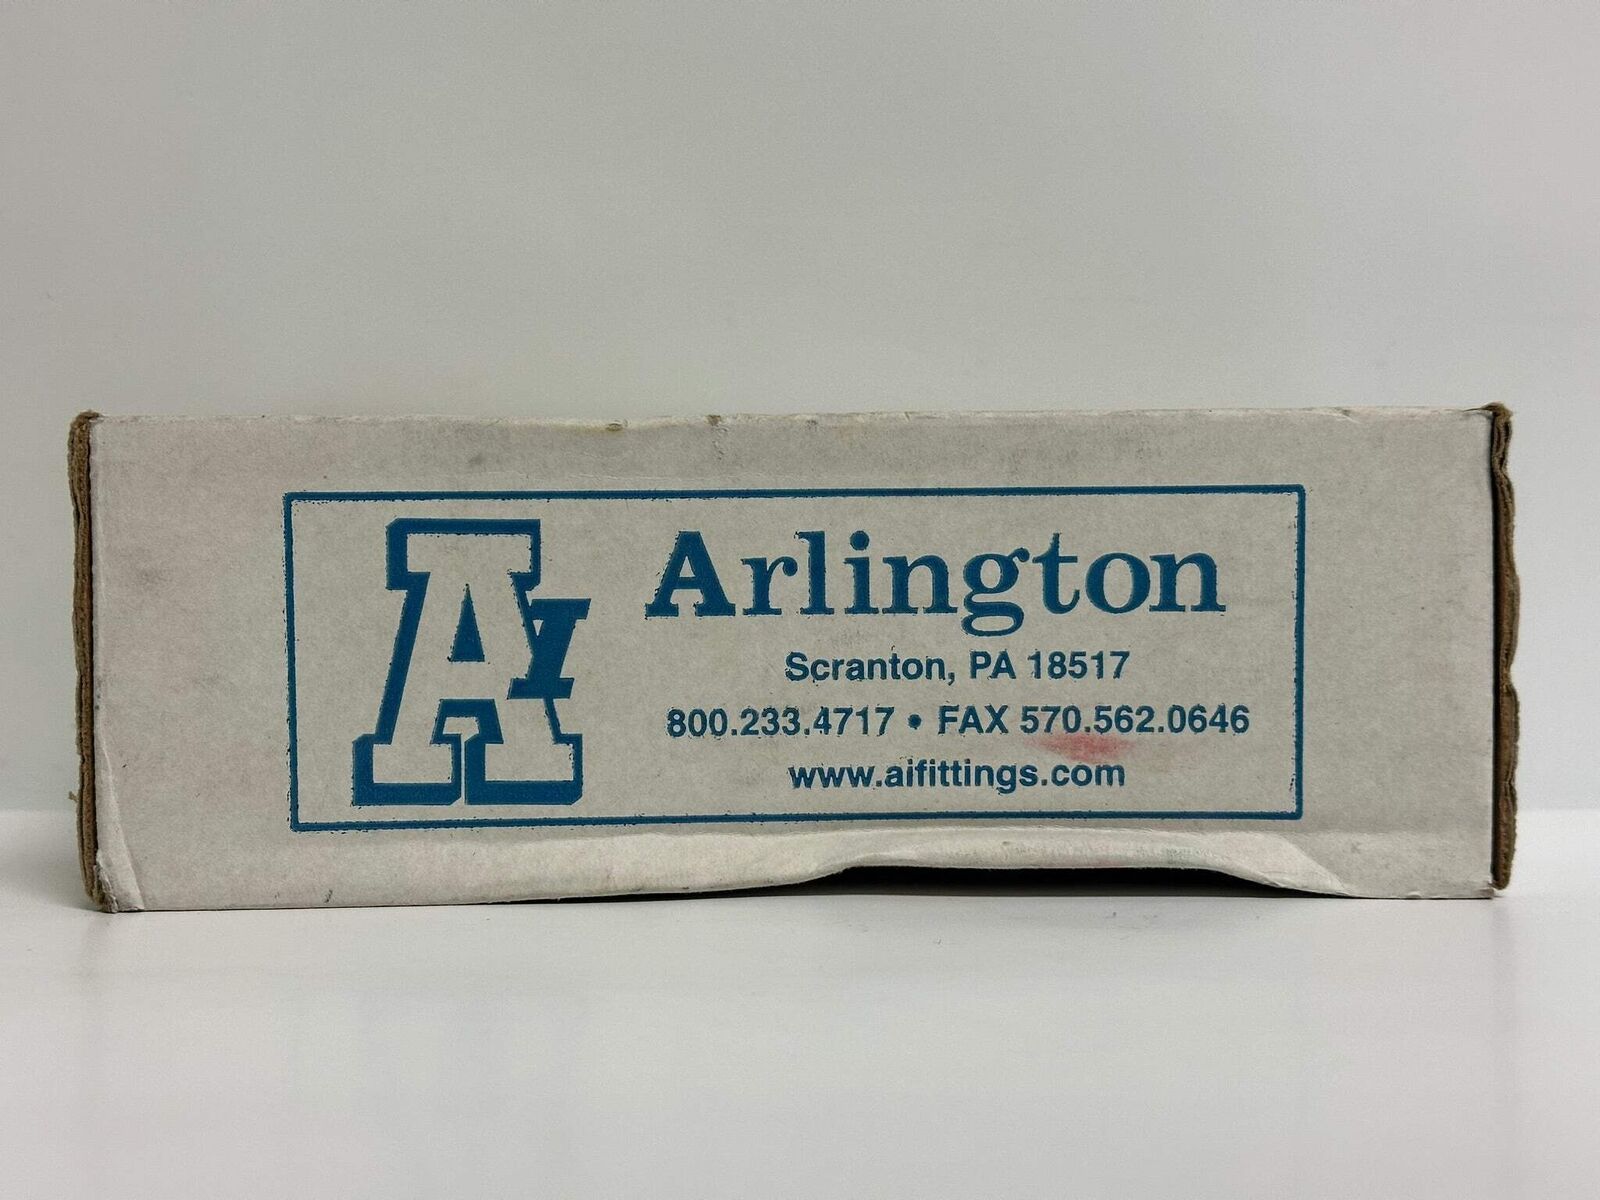 AI
Arlington
Scranton, PA 18517
800.233.4717 • FAX 570.562.0646
www.aifittings.com